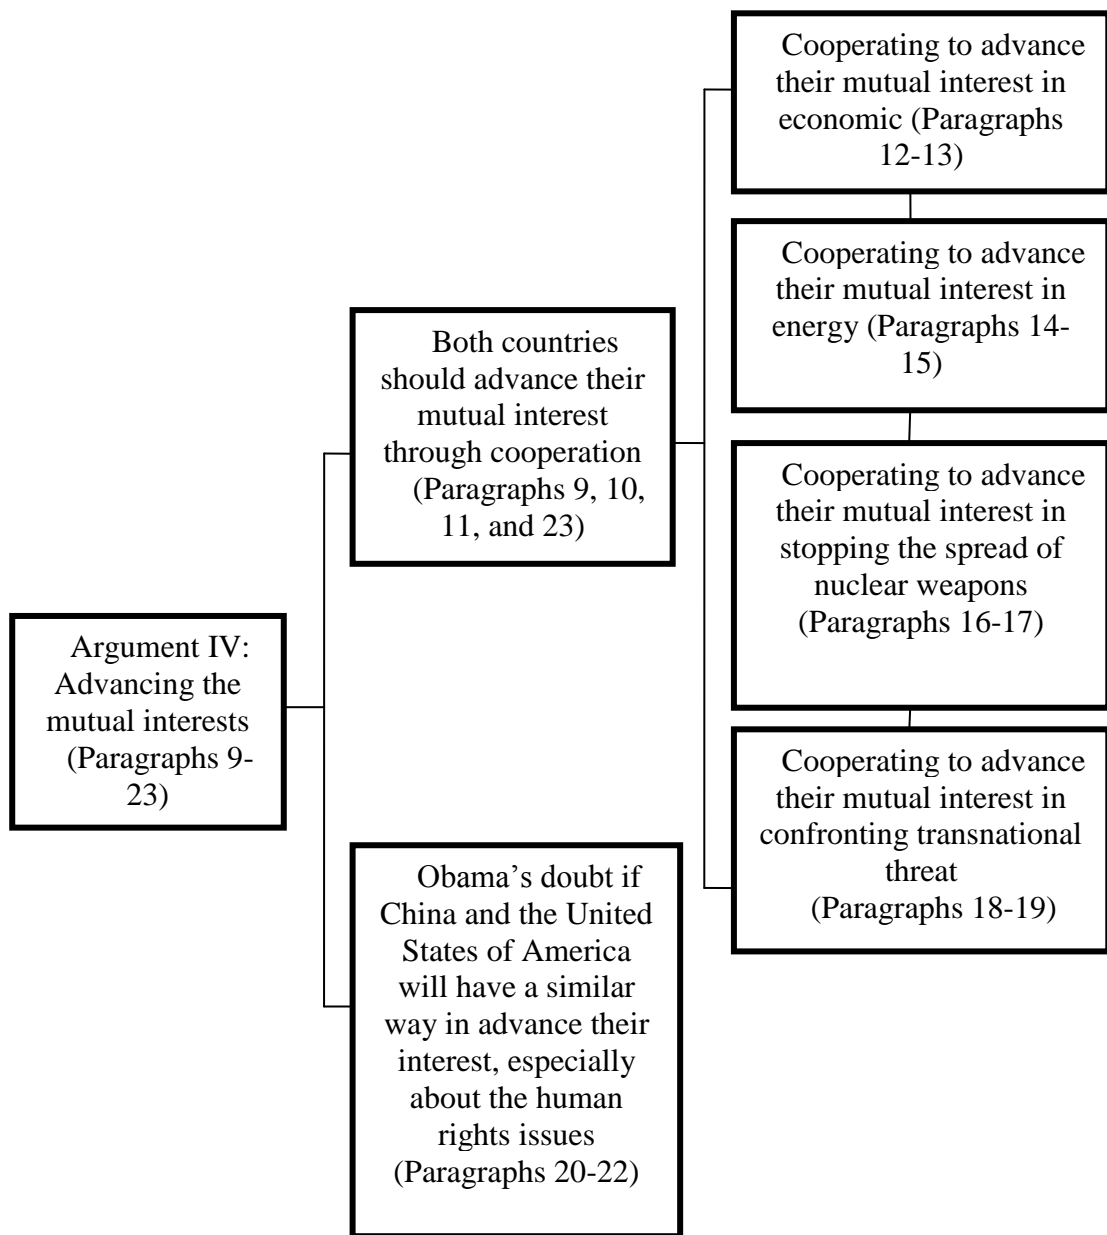 Argument IV:
Advancing the
mutual interests
(Paragraphs 9-
23)
Both countries
should advance their
mutual interest
through cooperation
(Paragraphs 9, 10,
11, and 23)
Obama’s doubt if
China and the United
States of America
will have a similar
way in advance their
interest, especially
about the human
rights issues
(Paragraphs 20-22)
Cooperating to advance
their mutual interest in
economic (Paragraphs
12-13)
Cooperating to advance
their mutual interest in
energy (Paragraphs 14-
15)
Cooperating to advance
their mutual interest in
stopping the spread of
nuclear weapons
(Paragraphs 16-17)
Cooperating to advance
their mutual interest in
confronting transnational
threat
(Paragraphs 18-19)